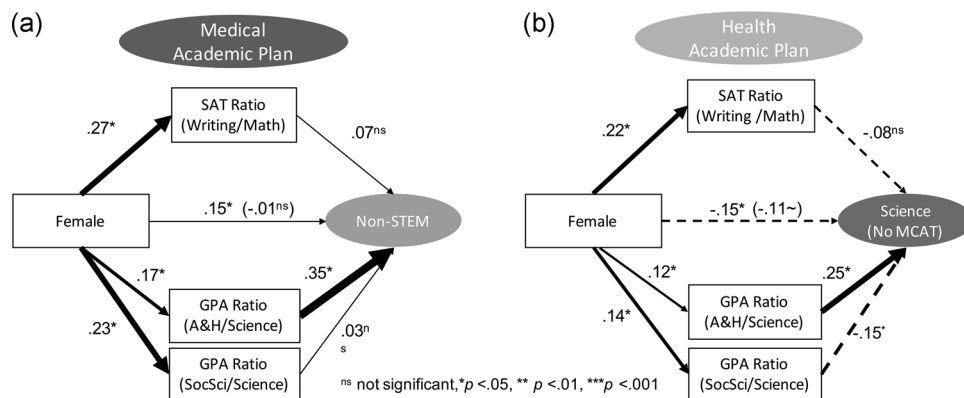 (a)
Medical
Academic Plan
SAT Ratio
(Writing/Math)
.27*
.07ns
Female
.15* (-.01ns)
Non-STEM
.17*
.35*
.23*
GPA Ratio
(A&H/Science)
.03n
s
GPA Ratio
(SocSci/Science)
(b)
Health
Academic Plan
SAT Ratio
(Writing /Math)
.22*
-.08ns
Female
-.15* (-.11~)
Science
(No MCAT)
.12*
.25*
.14*
GPA Ratio
(A&H/Science)
-.15*
GPA Ratio
(SocSci/Science)
ns not significant,*p <.05, ** p <.01, ***p <.001